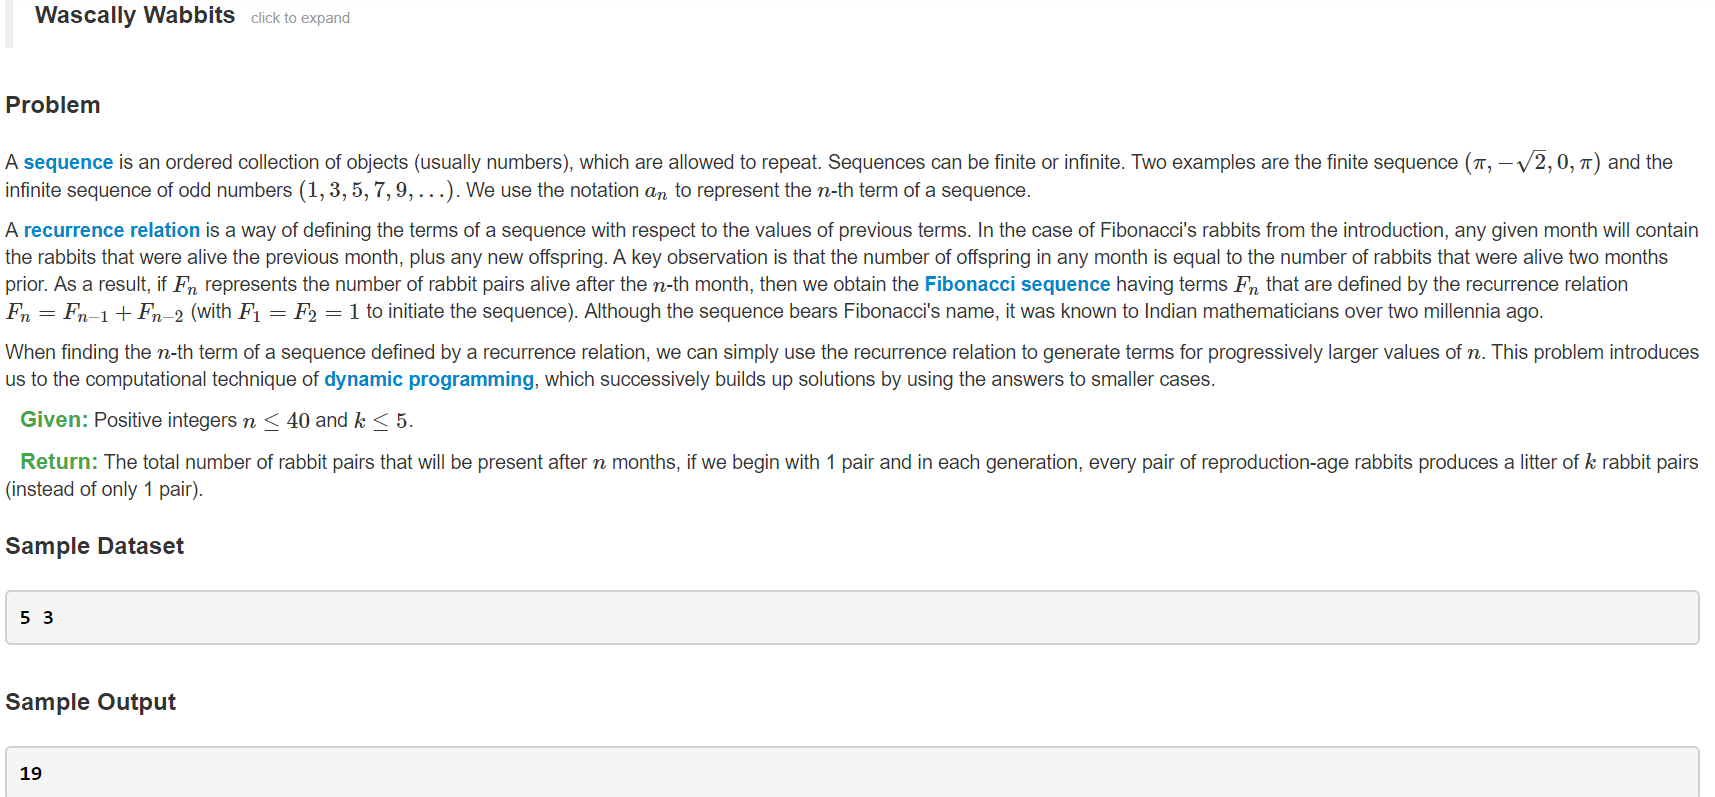 Wascally Wabbits click to expand
Problem
A sequence is an ordered collection of objects (usually numbers), which are allowed to repeat. Sequences can be finite or infinite. Two examples are the finite sequence (π, −√2, 0, π) and the
infinite sequence of odd numbers (1, 3, 5, 7, 9, . . .). We use the notation aₙ to represent the n-th term of a sequence.
A recurrence relation is a way of defining the terms of a sequence with respect to the values of previous terms. In the case of Fibonacci's rabbits from the introduction, any given month will contain
the rabbits that were alive the previous month, plus any new offspring. A key observation is that the number of offspring in any month is equal to the number of rabbits that were alive two months
prior. As a result, if Fₙ represents the number of rabbit pairs alive after the n-th month, then we obtain the Fibonacci sequence having terms Fₙ that are defined by the recurrence relation
Fₙ = Fₙ₋₁ + Fₙ₋₂ (with F₁ = F₂ = 1 to initiate the sequence). Although the sequence bears Fibonacci's name, it was known to Indian mathematicians over two millennia ago.
When finding the n-th term of a sequence defined by a recurrence relation, we can simply use the recurrence relation to generate terms for progressively larger values of n. This problem introduces
us to the computational technique of dynamic programming, which successively builds up solutions by using the answers to smaller cases.
Given: Positive integers n ≤ 40 and k ≤ 5.
Return: The total number of rabbit pairs that will be present after n months, if we begin with 1 pair and in each generation, every pair of reproduction-age rabbits produces a litter of k rabbit pairs
(instead of only 1 pair).
Sample Dataset
5 3
Sample Output
19